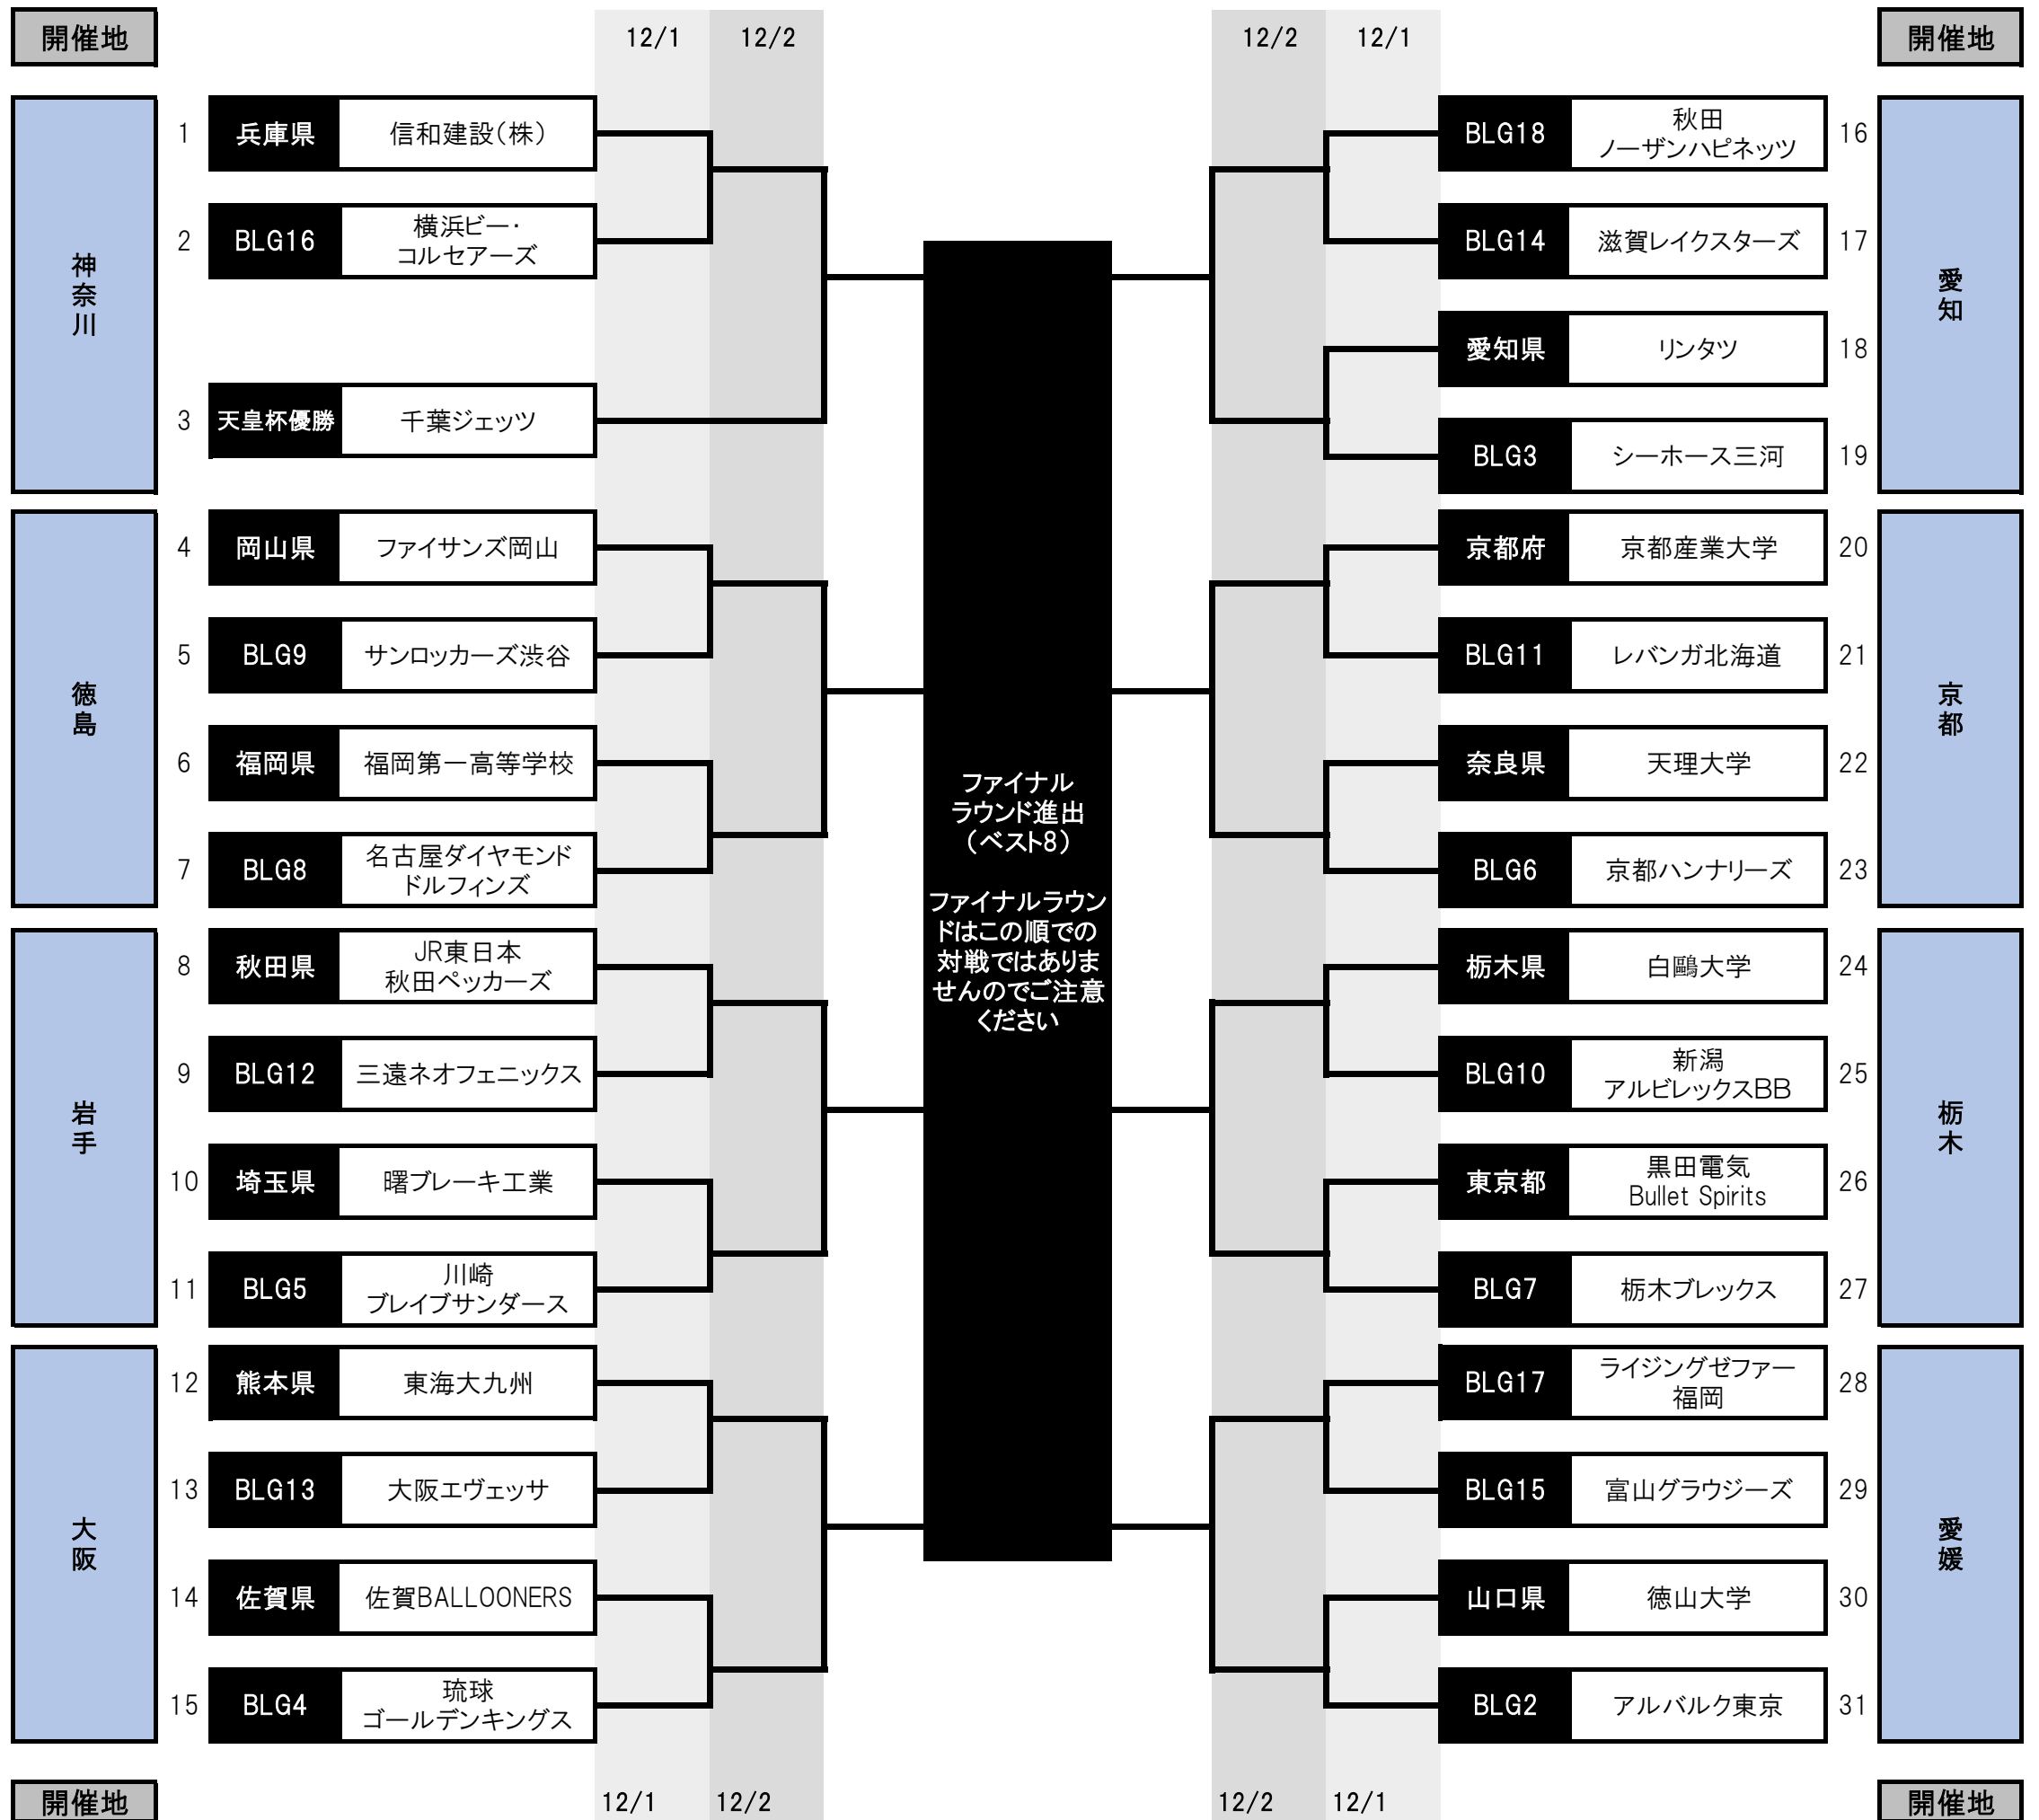 開催地
12/1
12/2
12/2
12/1
開催地
神奈川
1
兵庫県
信和建設(株)
2
BLG16
横浜ビー・
コルセアーズ
3
天皇杯優勝
千葉ジェッツ
徳島
4
岡山県
ファイサンズ岡山
5
BLG9
サンロッカーズ渋谷
6
福岡県
福岡第一高等学校
7
BLG8
名古屋ダイヤモンド
ドルフィンズ
岩手
8
秋田県
JR東日本
秋田ペッカーズ
9
BLG12
三遠ネオフェニックス
10
埼玉県
曙ブレーキ工業
11
BLG5
川崎
ブレイブサンダース
大阪
12
熊本県
東海大九州
13
BLG13
大阪エヴェッサ
14
佐賀県
佐賀BALLOONERS
15
BLG4
琉球
ゴールデンキングス
ファイナル
ラウンド進出
(ベスト8)
ファイナルラウン
ドはこの順での
対戦ではありま
せんのでご注意
ください
BLG18
秋田
ノーザンハピネッツ
16
BLG14
滋賀レイクスターズ
17
愛知県
リンタツ
18
BLG3
シーホース三河
19
愛知
京都府
京都産業大学
20
BLG11
レバンガ北海道
21
奈良県
天理大学
22
BLG6
京都ハンナリーズ
23
京都
栃木県
白鷗大学
24
BLG10
新潟
アルビレックスBB
25
東京都
黒田電気
Bullet Spirits
26
BLG7
栃木ブレックス
27
栃木
BLG17
ライジングゼファー
福岡
28
BLG15
富山グラウジーズ
29
山口県
徳山大学
30
BLG2
アルバルク東京
31
愛媛
開催地
12/1
12/2
12/2
12/1
開催地